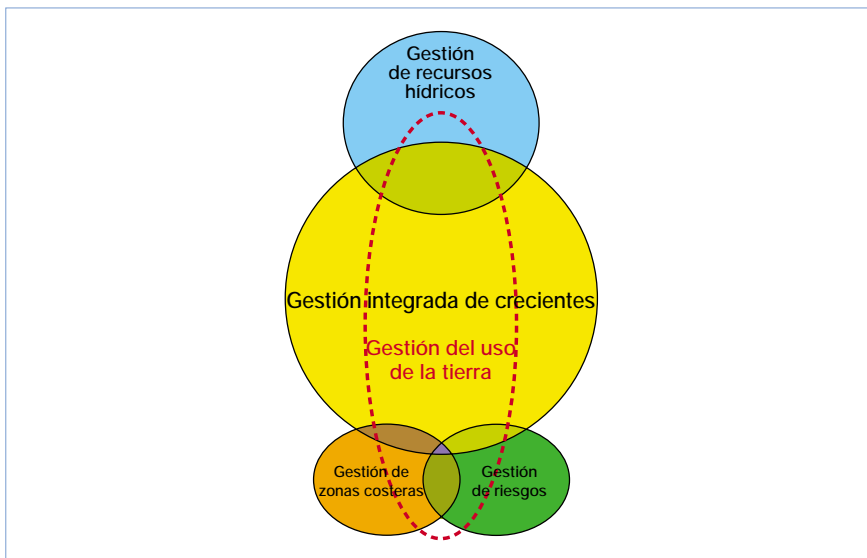 Gestión
de recursos
hídricos
Gestión integrada de crecientes
Gestión del uso
de la tierra
Gestión de
zonas costeras
Gestión
de riesgos